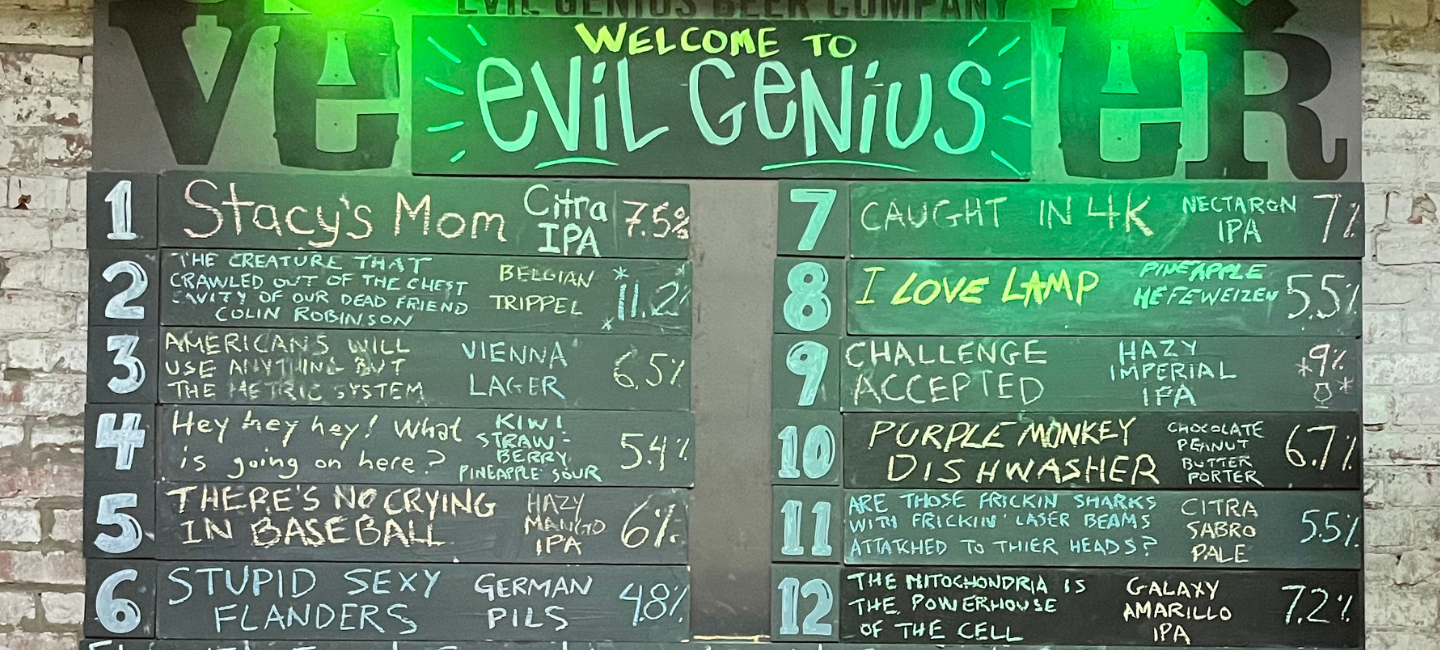 EVIL GENIUS BEER COMPANY
VeeR
WELCOME TO
eViL GeNiUS
1
Stacy's Mom
Citra
IPA
7.5%
2
THE CREATURE THAT
CRAWLED OUT OF THE CHEST
CAVITY OF OUR DEAD FRIEND
COLIN ROBINSON
BELGIAN
TRIPPEL
*11.2%
*
3
AMERICANS WILL
USE ANYTHING BUT
THE METRIC SYSTEM
VIENNA
LAGER
6.5%
4
Hey hey hey! What
is going on here?
KIWI
STRAW-
BERRY
PINEAPPLE SOUR
5.4%
5
THERE'S NO CRYING
IN BASEBALL
HAZY
MANGO
IPA
6%
6
STUPID SEXY
FLANDERS
GERMAN
PILS
4.8%
7
CAUGHT IN 4K
NECTARON
IPA
7%
8
I LOVE LAMP
PINEAPPLE
HEFEWEIZEN
5.5%
9
CHALLENGE
ACCEPTED
HAZY
IMPERIAL
IPA
*9%
*
10
PURPLE MONKEY
DISHWASHER
CHOCOLATE
PEANUT
BUTTER
PORTER
6.7%
11
ARE THOSE FRICKIN SHARKS
WITH FRICKIN' LASER BEAMS
ATTATCHED TO THIER HEADS?
CITRA
SABRO
PALE
5.5%
12
THE MITOCHONDRIA IS
THE POWERHOUSE
OF THE CELL
GALAXY
AMARILLO
IPA
7.2%